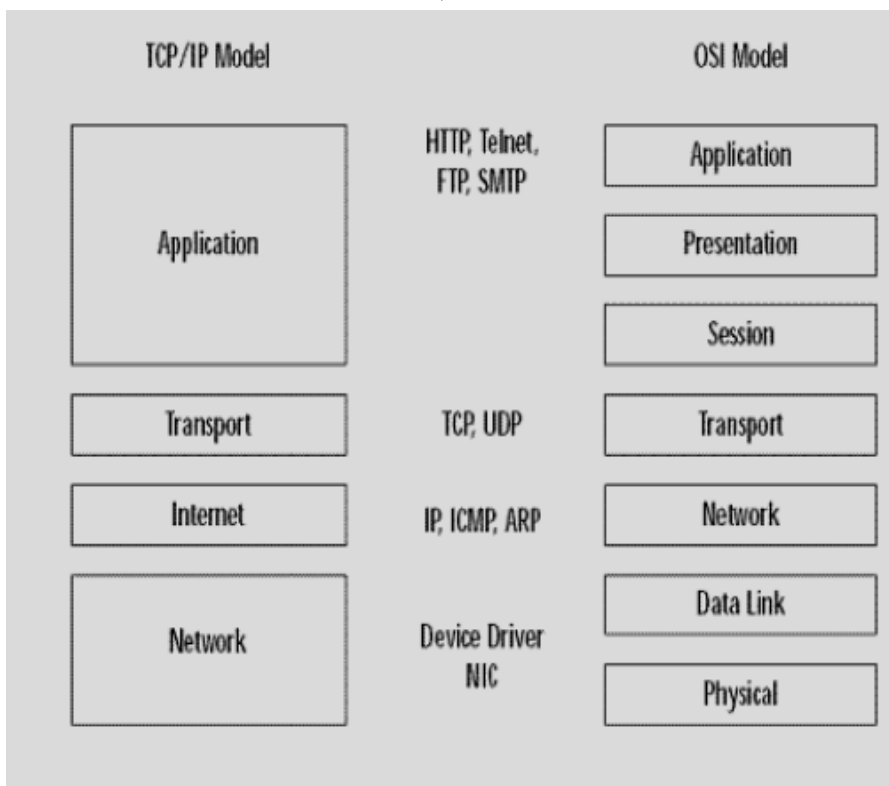 TCP/IP Model
OSI Model
HTTP, Telnet,
FTP, SMTP
Application
Application
Presentation
Session
Transport
TCP, UDP
Transport
Internet
IP, ICMP, ARP
Network
Network
Device Driver
NIC
Data Link
Physical